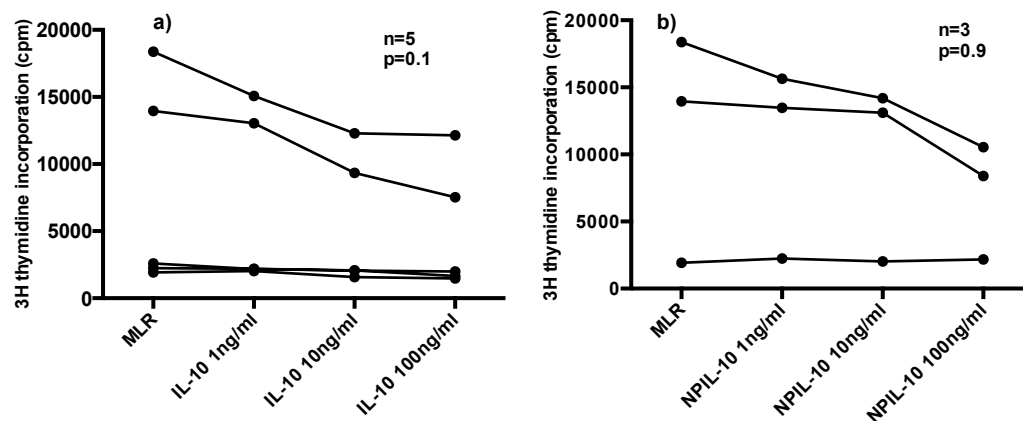 a)
n=5
p=0.1
3H thymidine incorporation (cpm)
20000
15000
10000
5000
0
MLR
IL-10 1ng/ml
IL-10 10ng/ml
IL-10 100ng/ml
b)
n=3
p=0.9
3H thymidine incorporation (cpm)
20000
15000
10000
5000
0
MLR
NPIL-10 1ng/ml
NPIL-10 10ng/ml
NPIL-10 100ng/ml